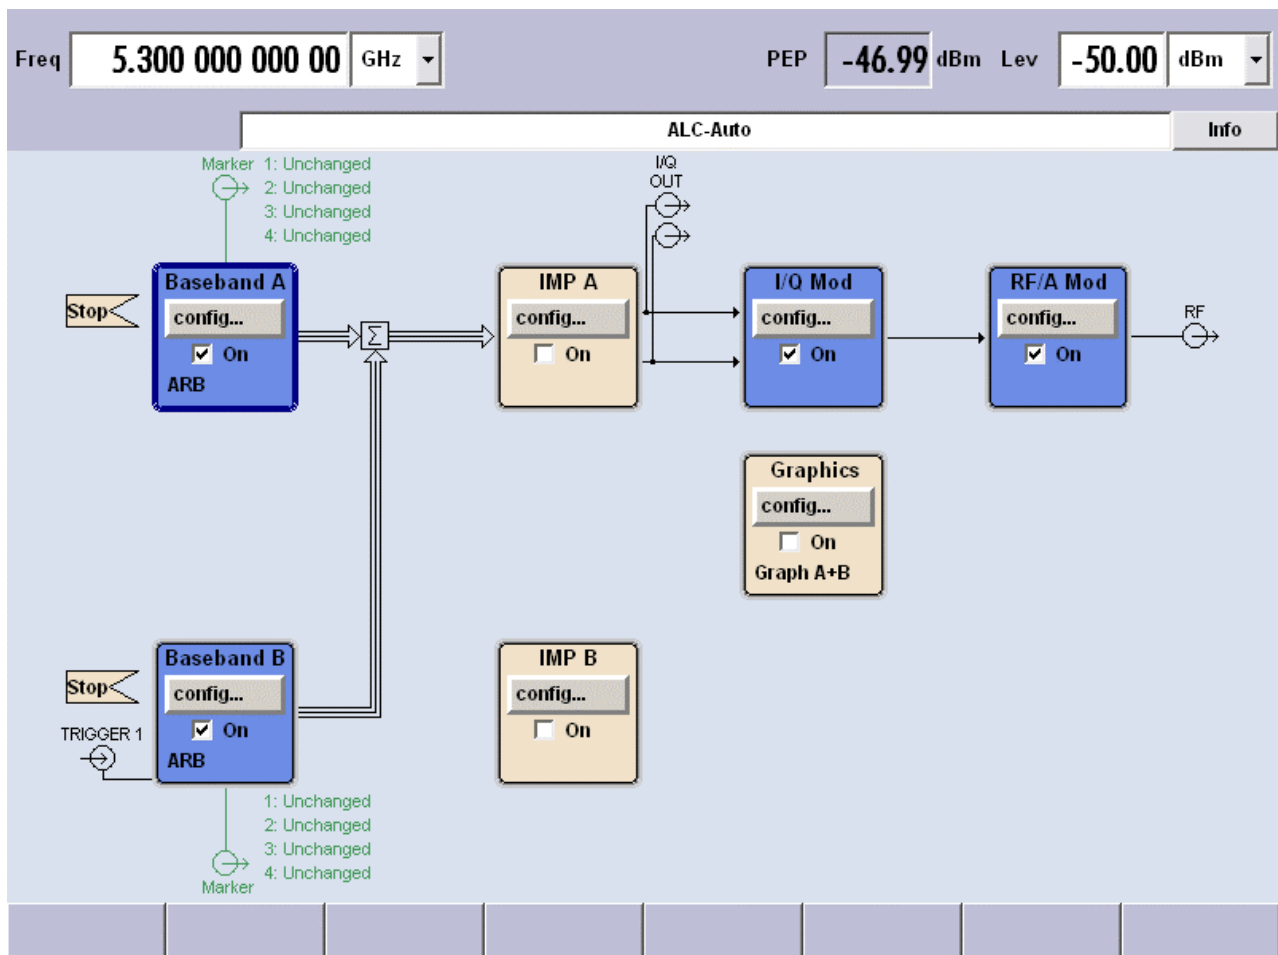 Freq 5.300 000 000 00 GHz PEP -46.99 dBm Lev -50.00 dBm
ALC-Auto Info
Marker 1: Unchanged
2: Unchanged
3: Unchanged
4: Unchanged
I/Q
OUT
Stop
Baseband A
config...
On
ARB
Σ
IMP A
config...
On
I/Q Mod
config...
On
RF/A Mod
config...
On
RF
Graphics
config...
On
Graph A+B
Stop
TRIGGER 1
Baseband B
config...
On
ARB
IMP B
config...
On
1: Unchanged
2: Unchanged
3: Unchanged
4: Unchanged
Marker